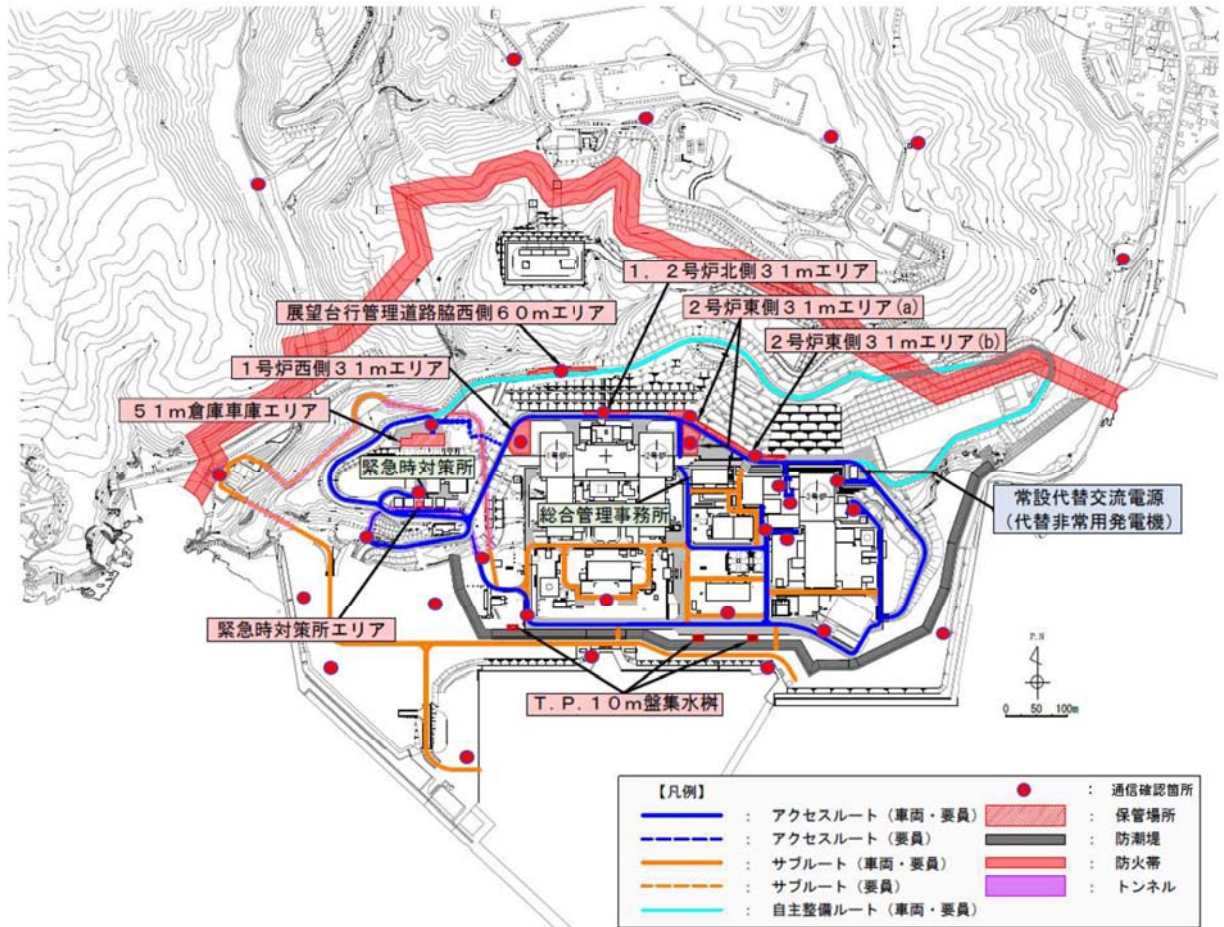 1,2号炉北側31mエリア
展望台行管理道路脇西側60mエリア
2号炉東側31mエリア(a)
2号炉東側31mエリア(b)
1号炉西側31mエリア
51m倉庫車庫エリア
1号炉
2号炉
緊急時対策所
3号炉
総合管理事務所
常設代替交流電源
(代替非常用発電機)
緊急時対策所エリア
T.P.10m盤集水桝
P.N
0 50 100m
【凡例】
: アクセスルート(車両・要員)
: アクセスルート(要員)
: サブルート(車両・要員)
: サブルート(要員)
: 自主整備ルート(車両・要員)
: 通信確認箇所
: 保管場所
: 防潮堤
: 防火帯
: トンネル